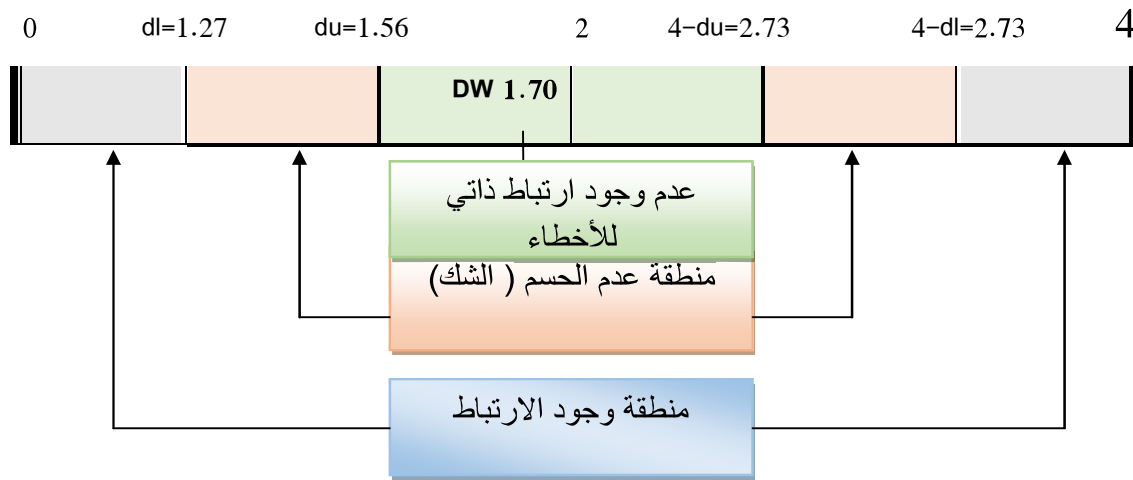 0 dl=1.27 du=1.56 2 4-du=2.73 4-dl=2.73 4
DW 1.70
عدم وجود ارتباط ذاتي
للأخطاء
منطقة عدم الحسم ( الشك)
منطقة وجود الارتباط